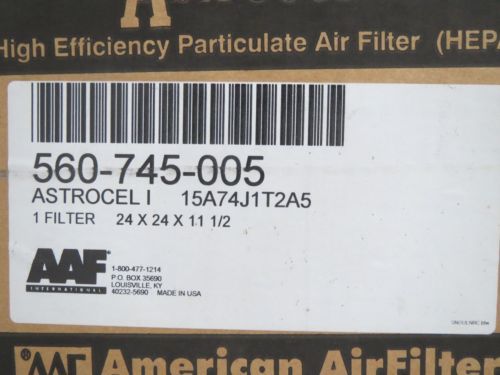 High Efficiency Particulate Air Filter (HEPA
560-745-005
ASTROCEL I 15A74J1T2A5
1 FILTER 24 X 24 X 11 1/2
AAF
INTERNATIONAL
1-800-477-1214
P.O. BOX 35690
LOUISVILLE, KY
40232-5690 MADE IN USA
American AirFilter